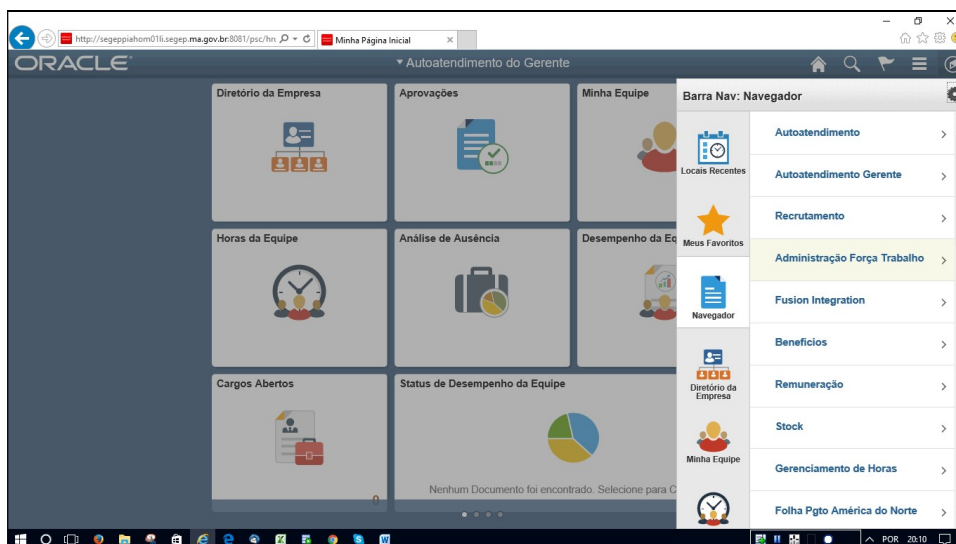 http://segeppiahom01li.segep.ma.gov.br:8081/psc/hn
Minha Página Inicial
ORACLE
Autoatendimento do Gerente
Diretório da Empresa
Aprovações
Minha Equipe
Horas da Equipe
Análise de Ausência
Desempenho da Eq
Cargos Abertos
0
Status de Desempenho da Equipe
Nenhum Documento foi encontrado. Selecione para C
Barra Nav: Navegador
Locais Recentes
Meus Favoritos
Navegador
Diretório da
Empresa
Minha Equipe
Autoatendimento
Autoatendimento Gerente
Recrutamento
Administração Força Trabalho
Fusion Integration
Benefícios
Remuneração
Stock
Gerenciamento de Horas
Folha Pgto América do Norte
POR 20:10